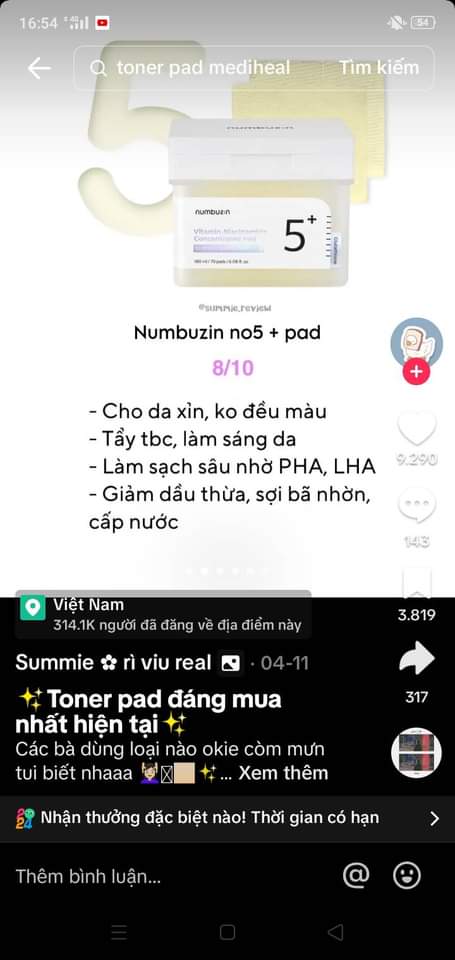 16:54
54
toner pad mediheal Tìm kiếm
numbuzin
numbuzin
Vitamin-Niacinamide
Concentrated Pad
5+
@summie_review
Numbuzin no5 + pad
8/10
- Cho da xỉn, ko đều màu
- Tẩy tbc, làm sáng da
- Làm sạch sâu nhờ PHA, LHA
- Giảm dầu thừa, sợi bã nhờn,
cấp nước
9.290
143
3.819
317
Việt Nam
314.1K người đã đăng về địa điểm này
Summie ✿ rì viu real · 04-11
✨Toner pad đáng mua
nhất hiện tại✨
Các bà dùng loại nào okie còm mưn
tui biết nhaaa 💆🏼‍♀️ ✨... Xem thêm
Nhận thưởng đặc biệt nào! Thời gian có hạn
Thêm bình luận...